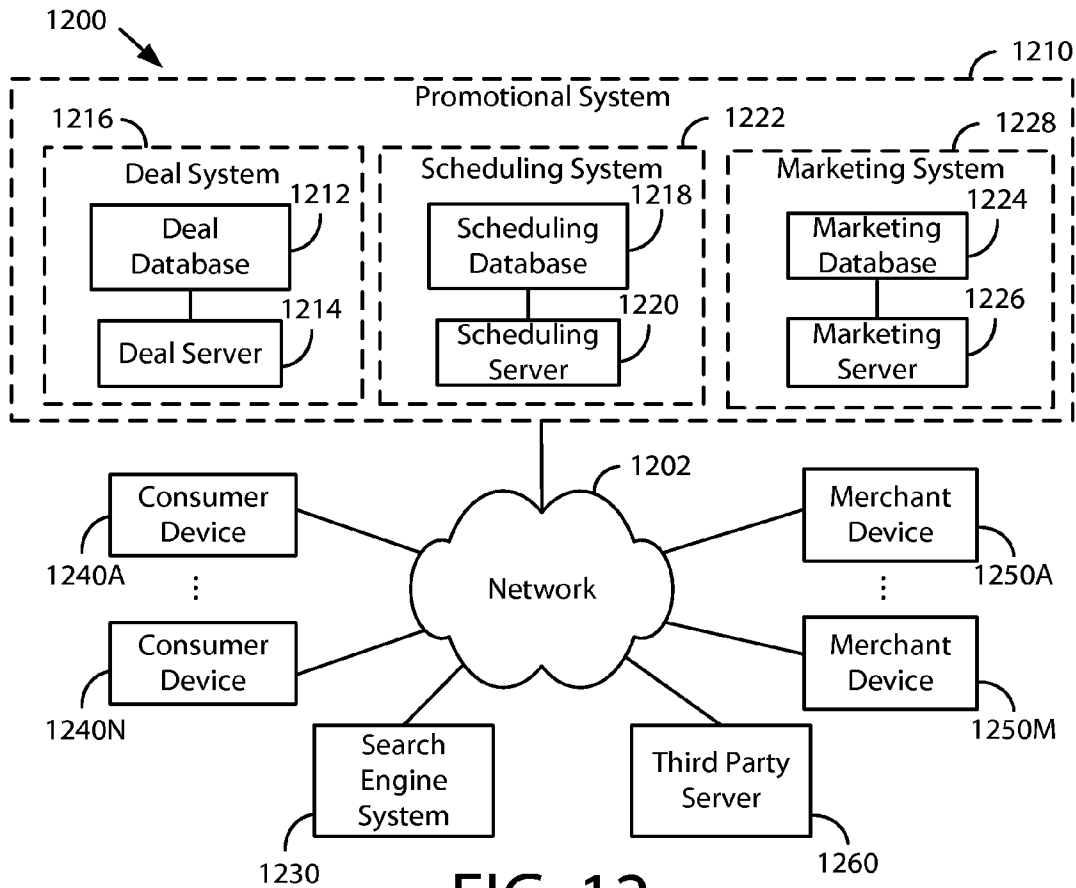 1200
1210
Promotional System
1216
1222
1228
Deal System
Scheduling System
Marketing System
1212
1218
1224
Deal
Database
Scheduling
Database
Marketing
Database
1214
1220
1226
Deal Server
Scheduling
Server
Marketing
Server
1202
Consumer
Device
Merchant
Device
1240A
1250A
Network
Consumer
Device
Merchant
Device
1240N
1250M
Search
Engine
System
Third Party
Server
1230
1260
FIG. 12